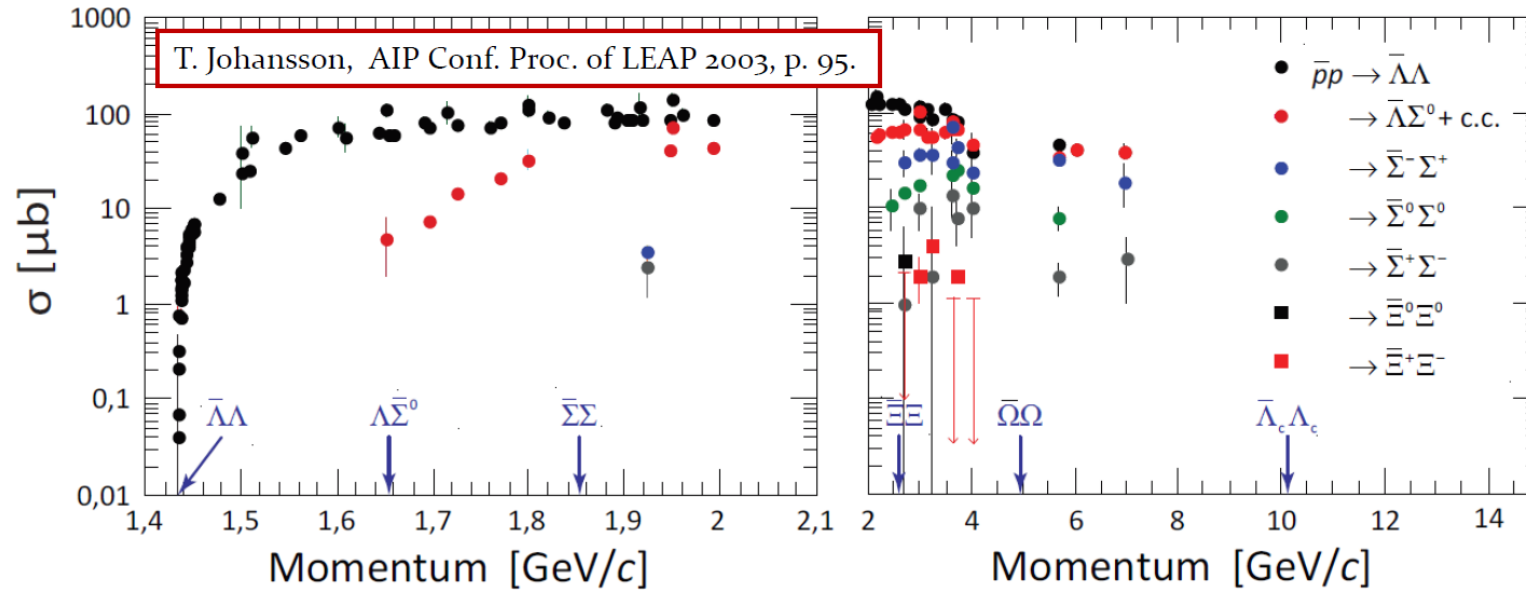 T. Johansson, AIP Conf. Proc. of LEAP 2003, p. 95.
σ [μb]
1000
100
10
1
0,1
0,01
Λ̅Λ
ΛΣ̅⁰
Σ̅Σ
1,4 1,5 1,6 1,7 1,8 1,9 2 2,1
Momentum [GeV/c]
p̅p → Λ̅Λ
→ Λ̅Σ⁰ + c.c.
→ Σ̅⁻Σ⁺
→ Σ̅⁰Σ⁰
→ Σ̅⁺Σ⁻
→ Ξ̅⁰Ξ⁰
→ Ξ̅⁺Ξ⁻
Ξ̅Ξ
Ω̅Ω
Λ̅cΛc
2 4 6 8 10 12 14
Momentum [GeV/c]